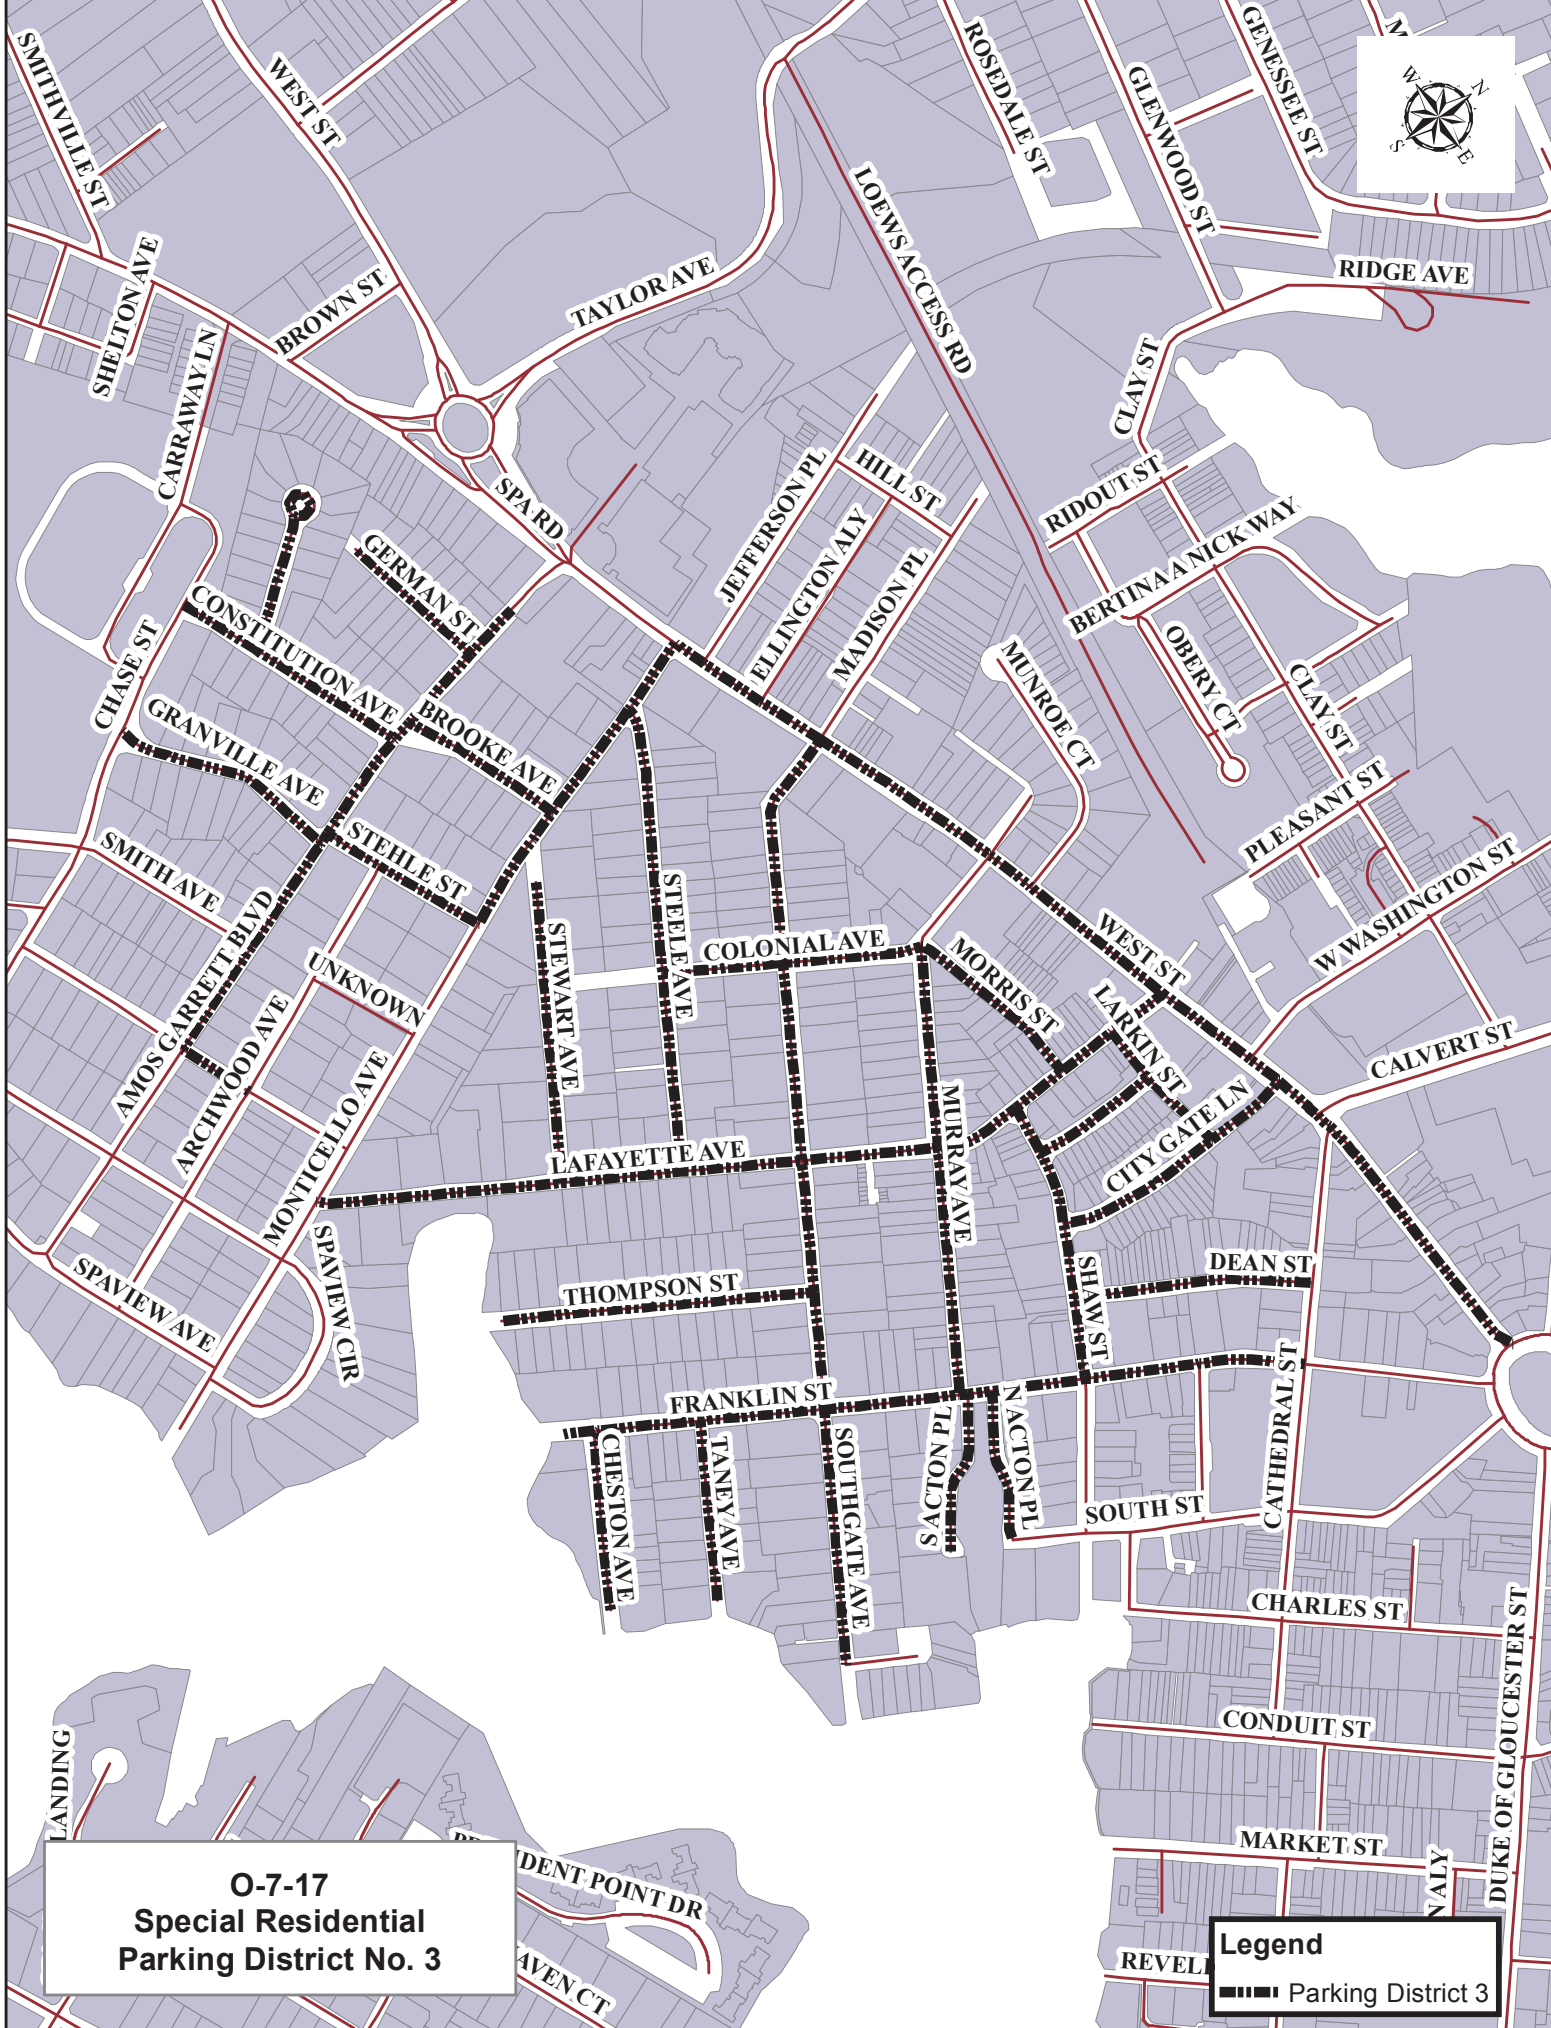 SMITHVILLE ST
WEST ST
ROSEDALE ST
GLENWOOD ST
GENESSEE ST
W
N
S
E
SHELTON AVE
BROWN ST
TAYLOR AVE
LOEWS ACCESS RD
RIDGE AVE
CARRAWAY LN
CLAY ST
SPA RD
JEFFERSON PL
HILL ST
RIDOUT ST
ELLINGTON ALY
MADISON PL
BERTINA A NICK WAY
GERMAN ST
CONSTITUTION AVE
CHASE ST
BROOKE AVE
GRANVILLE AVE
MUNROE CT
OBERY CT
CLAY ST
STEHLE ST
SMITH AVE
PLEASANT ST
W WASHINGTON ST
STEELE AVE
STEWART AVE
COLONIAL AVE
MORRIS ST
WEST ST
LARKIN ST
UNKNOWN
AMOS GARRETT BLVD
ARCHWOOD AVE
MONTICELLO AVE
CALVERT ST
MURRAY AVE
CITY GATE LN
LAFAYETTE AVE
SPAVIEW CIR
SPAVIEW AVE
THOMPSON ST
SHAW ST
DEAN ST
FRANKLIN ST
CATHEDRAL ST
CHESTON AVE
TANEY AVE
SOUTHGATE AVE
S ACTON PL
N ACTON PL
SOUTH ST
CHARLES ST
CONDUIT ST
DUKE OF GLOUCESTER ST
MARKET ST
N ALY
REVELL
LANDING
IDENT POINT DR
AVEN CT
O-7-17
Special Residential
Parking District No. 3
Legend
Parking District 3